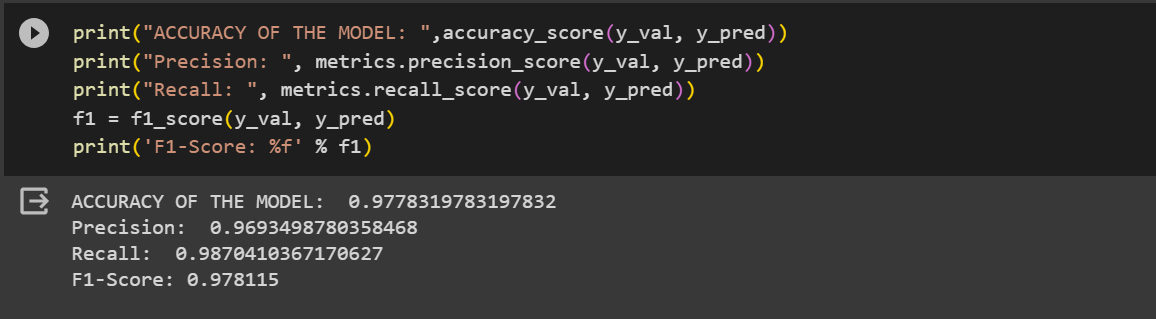 print("ACCURACY OF THE MODEL: ",accuracy_score(y_val, y_pred))
print("Precision: ", metrics.precision_score(y_val, y_pred))
print("Recall: ", metrics.recall_score(y_val, y_pred))
f1 = f1_score(y_val, y_pred)
print('F1-Score: %f' % f1)
ACCURACY OF THE MODEL:  0.9778319783197832
Precision:  0.9693498780358468
Recall:  0.9870410367170627
F1-Score: 0.978115